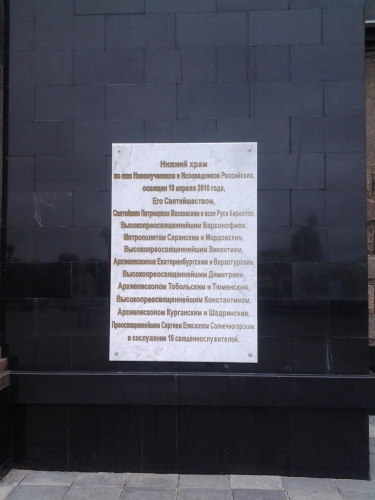 Нижний храм
во имя Новомучеников и Исповедников Российских,
освящен 18 апреля 2010 года,
Его Святейшеством,
Святейшим Патриархом Московским и всея Руси Кириллом,
Высокопреосвященнейшим Варсонофием,
Митрополитом Саранским и Мордовским,
Высокопреосвященнейшим Викентием,
Архиепископом Екатеринбургским и Верхотурским,
Высокопреосвященнейшим Димитрием,
Архиепископом Тобольским и Тюменским,
Высокопреосвященнейшим Константином,
Архиепископом Курганским и Шадринским,
Преосвященнейшим Сергием Епископом Солнечногорским
в сослужении 16 священнослужителей.